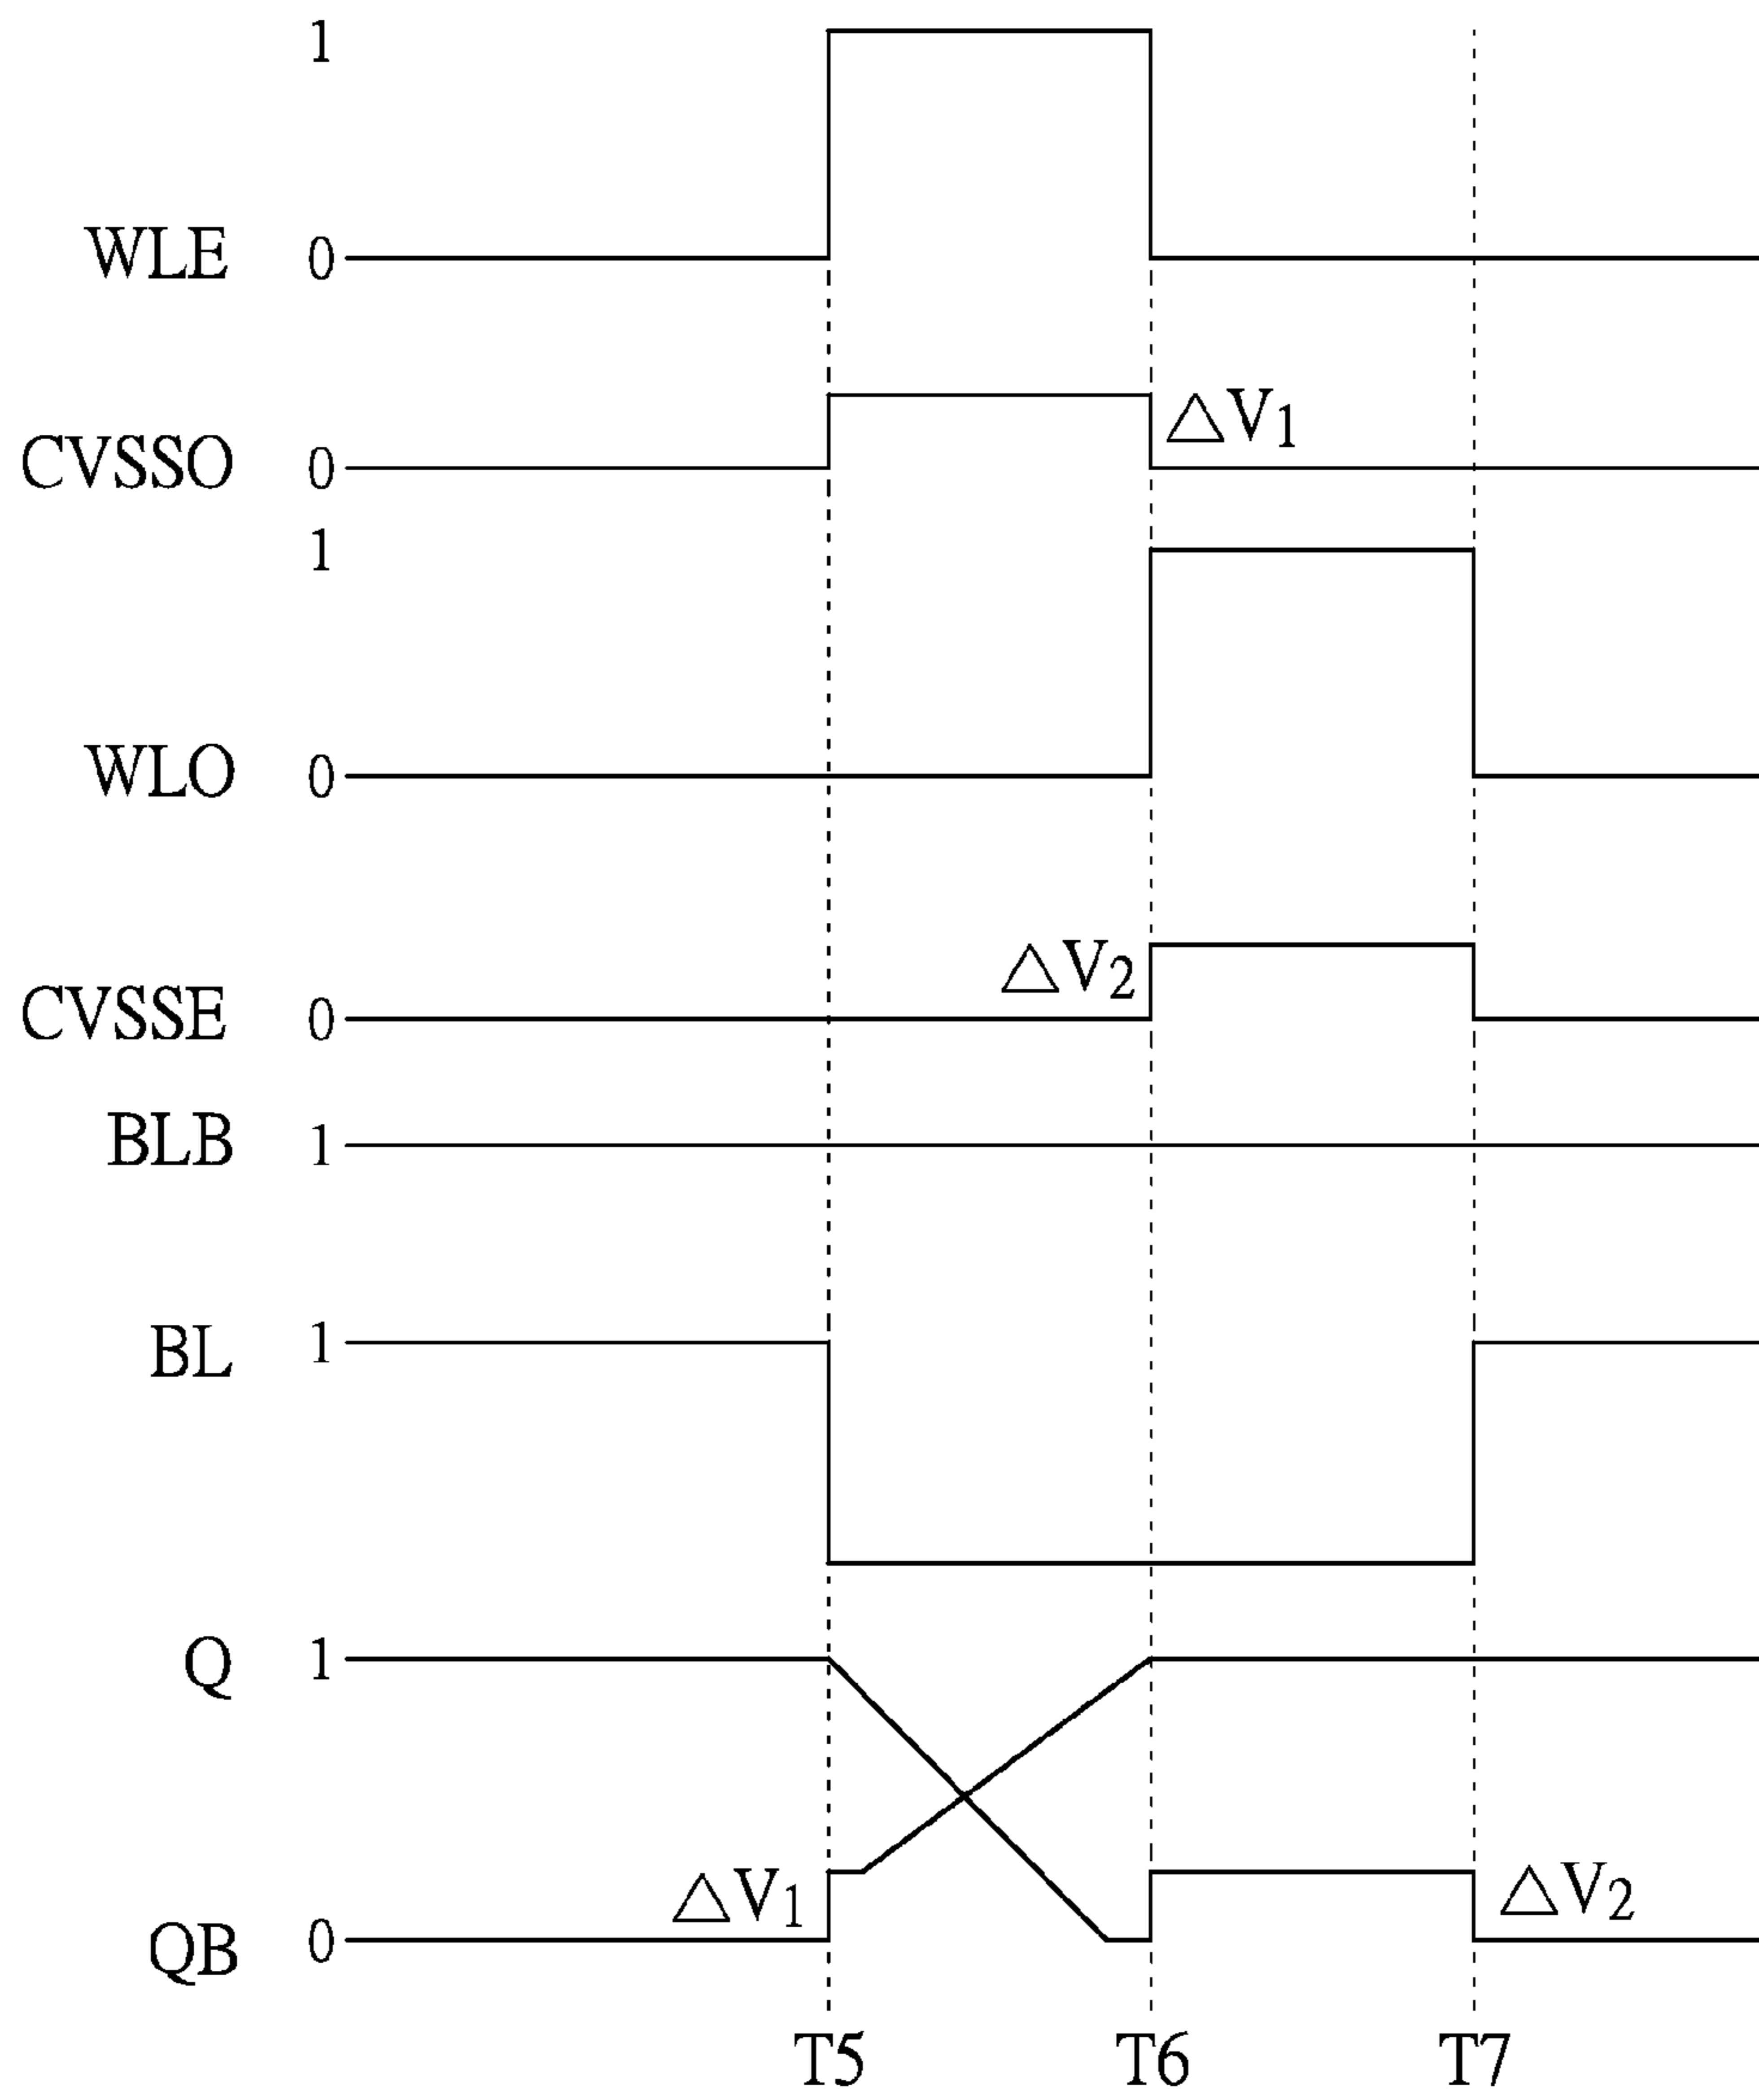 1
WLE 0
△V1
CVSSO 0
1
WLO 0
△V2
CVSSE 0
BLB 1
BL 1
Q 1
△V1 △V2
QB 0
T5 T6 T7